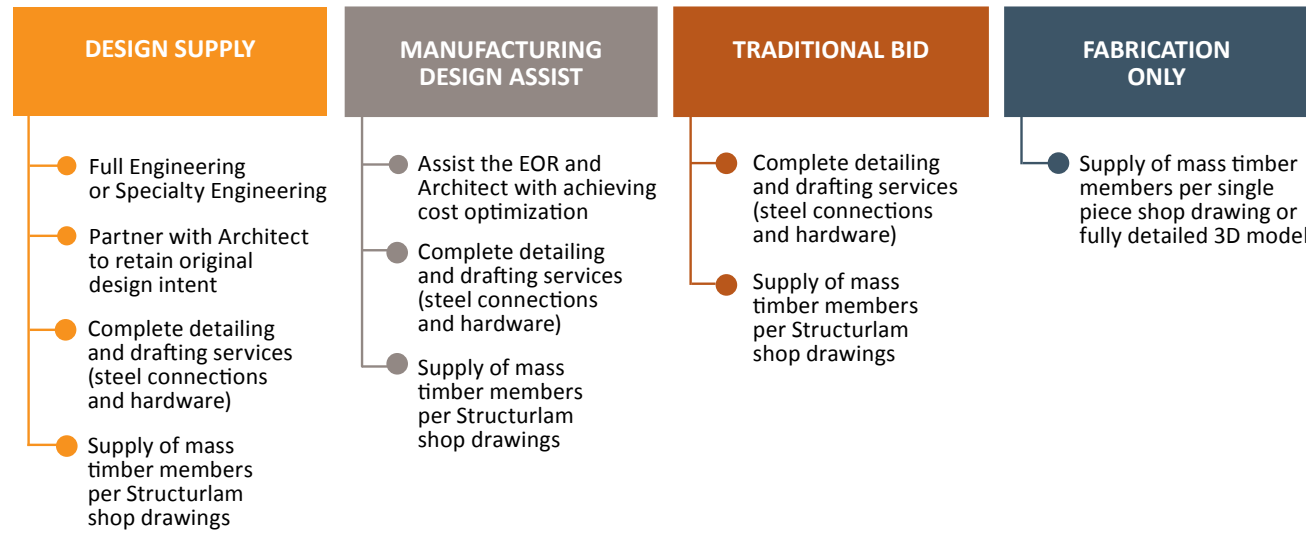 DESIGN SUPPLY
Full Engineering
or Specialty Engineering
Partner with Architect
to retain original
design intent
Complete detailing
and drafting services
(steel connections
and hardware)
Supply of mass
timber members
per Structurlam
shop drawings
MANUFACTURING
DESIGN ASSIST
Assist the EOR and
Architect with achieving
cost optimization
Complete detailing
and drafting services
(steel connections
and hardware)
Supply of mass
timber members
per Structurlam
shop drawings
TRADITIONAL BID
Complete detailing
and drafting services
(steel connections
and hardware)
Supply of mass
timber members
per Structurlam
shop drawings
FABRICATION
ONLY
Supply of mass timber
members per single
piece shop drawing or
fully detailed 3D model